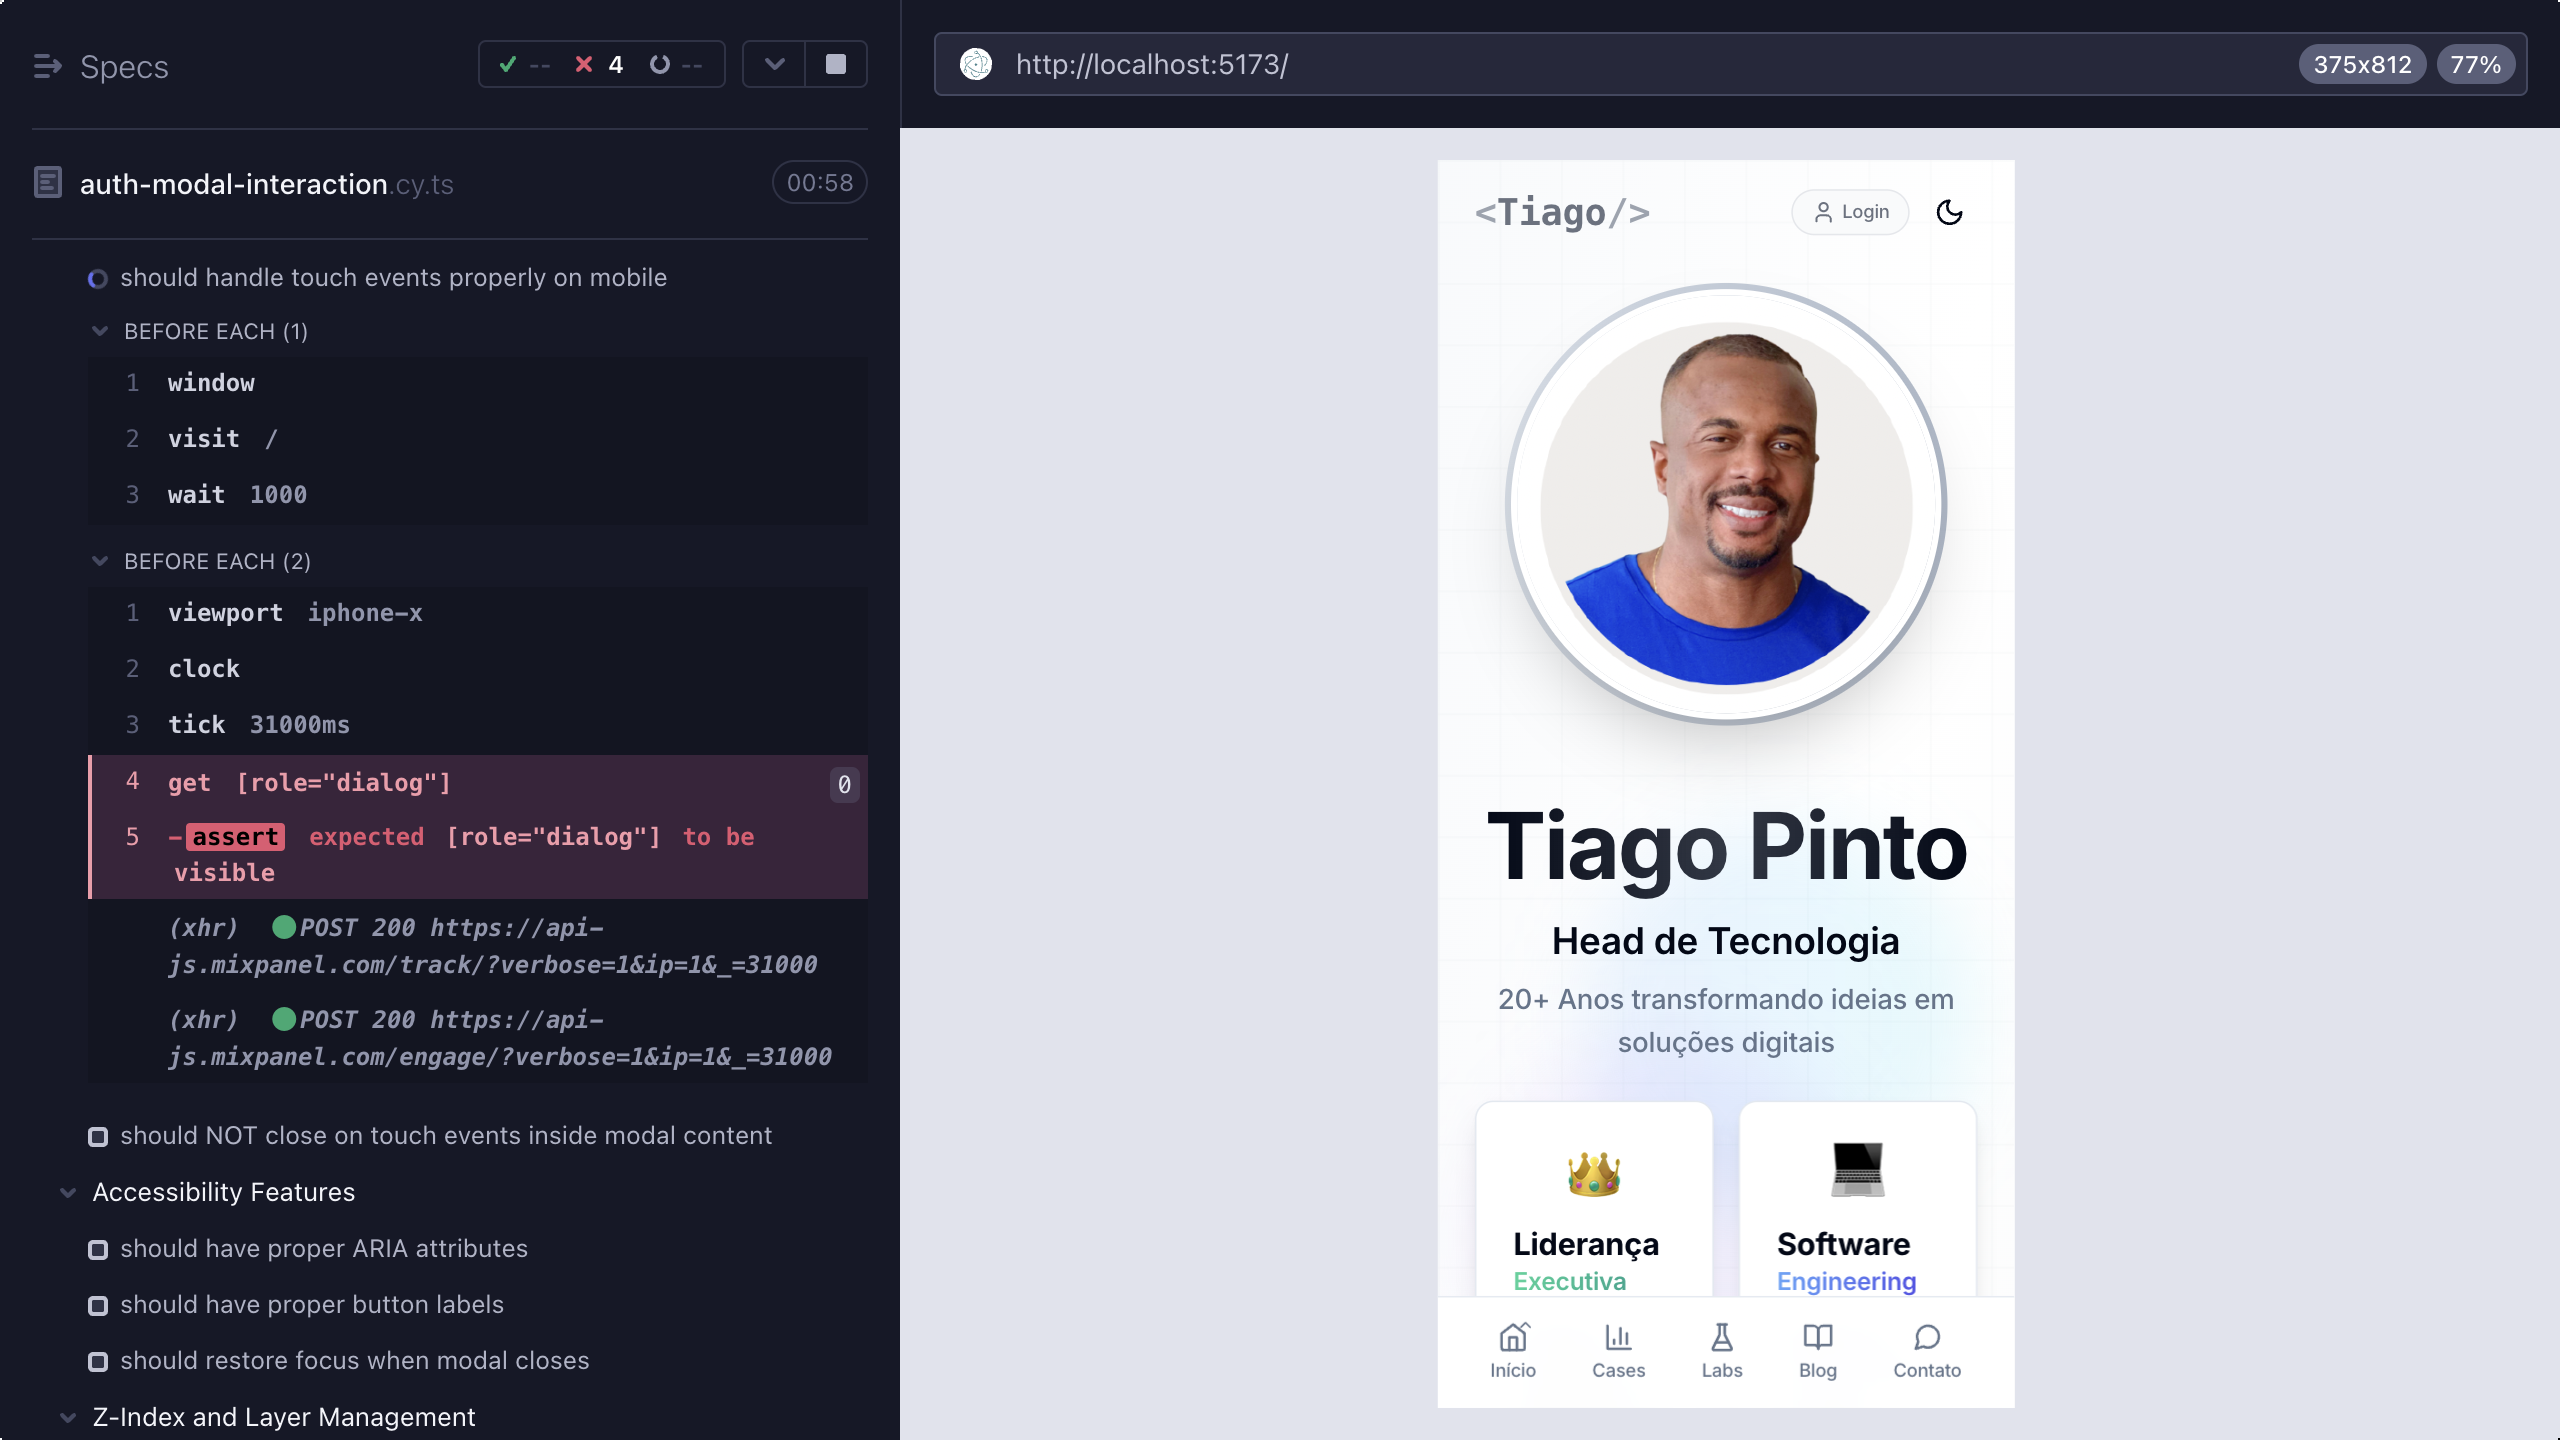 Specs
-- 4 --
auth-modal-interaction.cy.ts
00:58
should handle touch events properly on mobile
BEFORE EACH (1)
1 window
2 visit /
3 wait 1000
BEFORE EACH (2)
1 viewport iphone-x
2 clock
3 tick 31000ms
4 get [role="dialog"] 0
5 -assert expected [role="dialog"] to be
visible
(xhr) POST 200 https://api-
js.mixpanel.com/track/?verbose=1&ip=1&_=31000
(xhr) POST 200 https://api-
js.mixpanel.com/engage/?verbose=1&ip=1&_=31000
should NOT close on touch events inside modal content
Accessibility Features
should have proper ARIA attributes
should have proper button labels
should restore focus when modal closes
Z-Index and Layer Management
http://localhost:5173/
375x812 77%
<Tiago/>
Login
Tiago Pinto
Head de Tecnologia
20+ Anos transformando ideias em
soluções digitais
Liderança
Executiva
Software
Engineering
Início Cases Labs Blog Contato